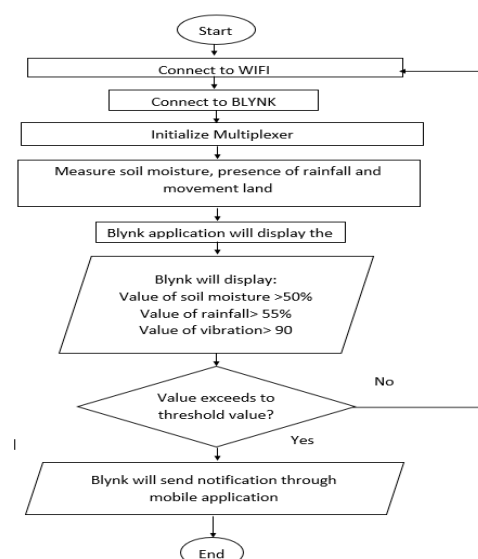 Start
Connect to WIFI
Connect to BLYNK
Initialize Multiplexer
Measure soil moisture, presence of rainfall and
movement land
Blynk application will display the
Blynk will display:
Value of soil moisture >50%
Value of rainfall> 55%
Value of vibration> 90
Value exceeds to
threshold value?
No
Yes
Blynk will send notification through
mobile application
End